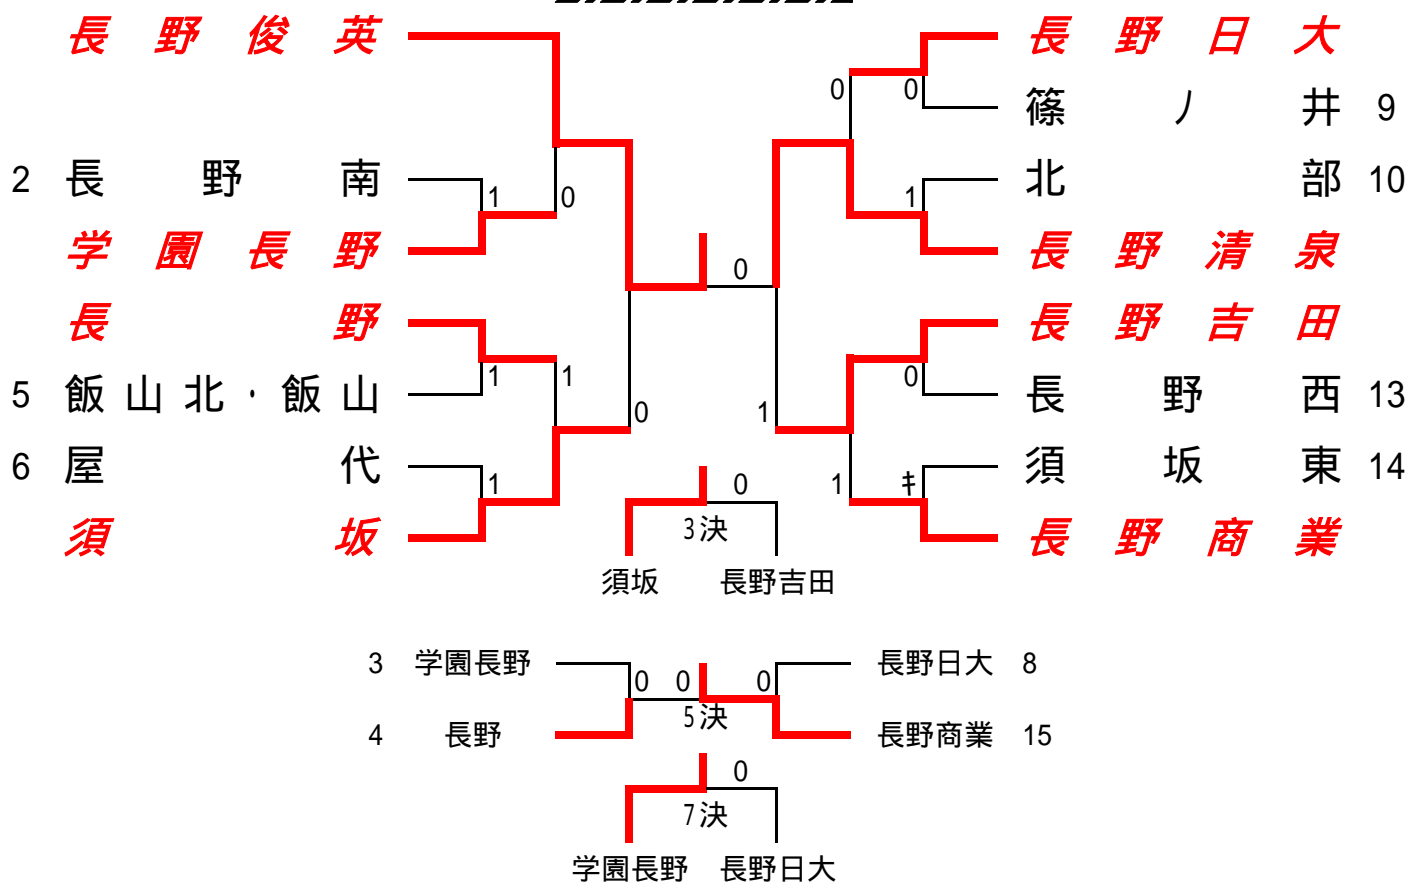 長野俊英
2 長野南 1 0
学園長野
長野
5 飯山北・飯山 1 1
6 屋代 1 0
須坂
長野日大
0 0 篠ノ井 9
1 北部 10
長野清泉
0
長野吉田
0 長野西 13
1
1 キ 須坂東 14
長野商業
0
3決
須坂 長野吉田
3 学園長野 0 0 0 長野日大 8
5決
4 長野 長野商業 15
0
7決
学園長野 長野日大